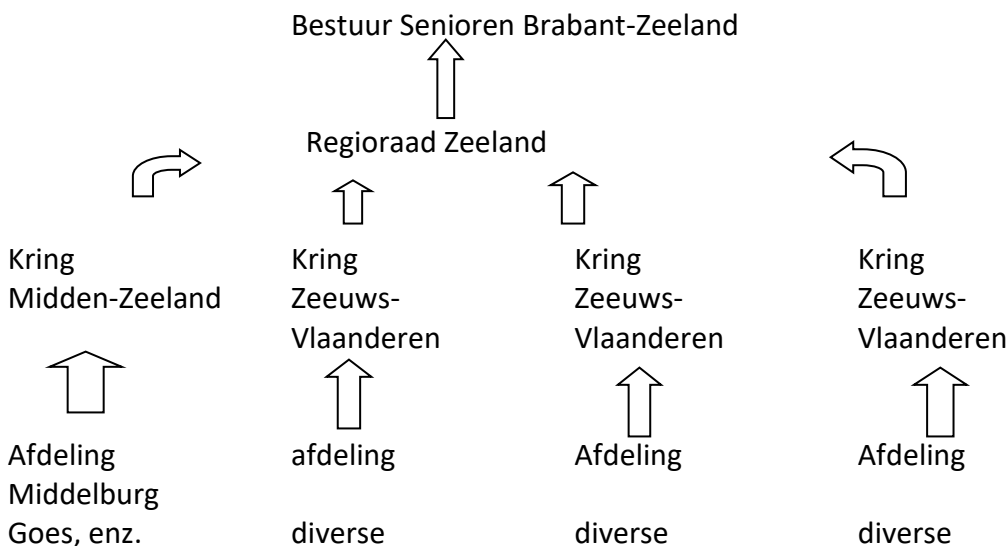 Bestuur Senioren Brabant-Zeeland
Regioraad Zeeland
Kring
Midden-Zeeland
Kring
Zeeuws-
Vlaanderen
Kring
Zeeuws-
Vlaanderen
Kring
Zeeuws-
Vlaanderen
Afdeling
Middelburg
Goes, enz.
afdeling
diverse
Afdeling
diverse
Afdeling
diverse